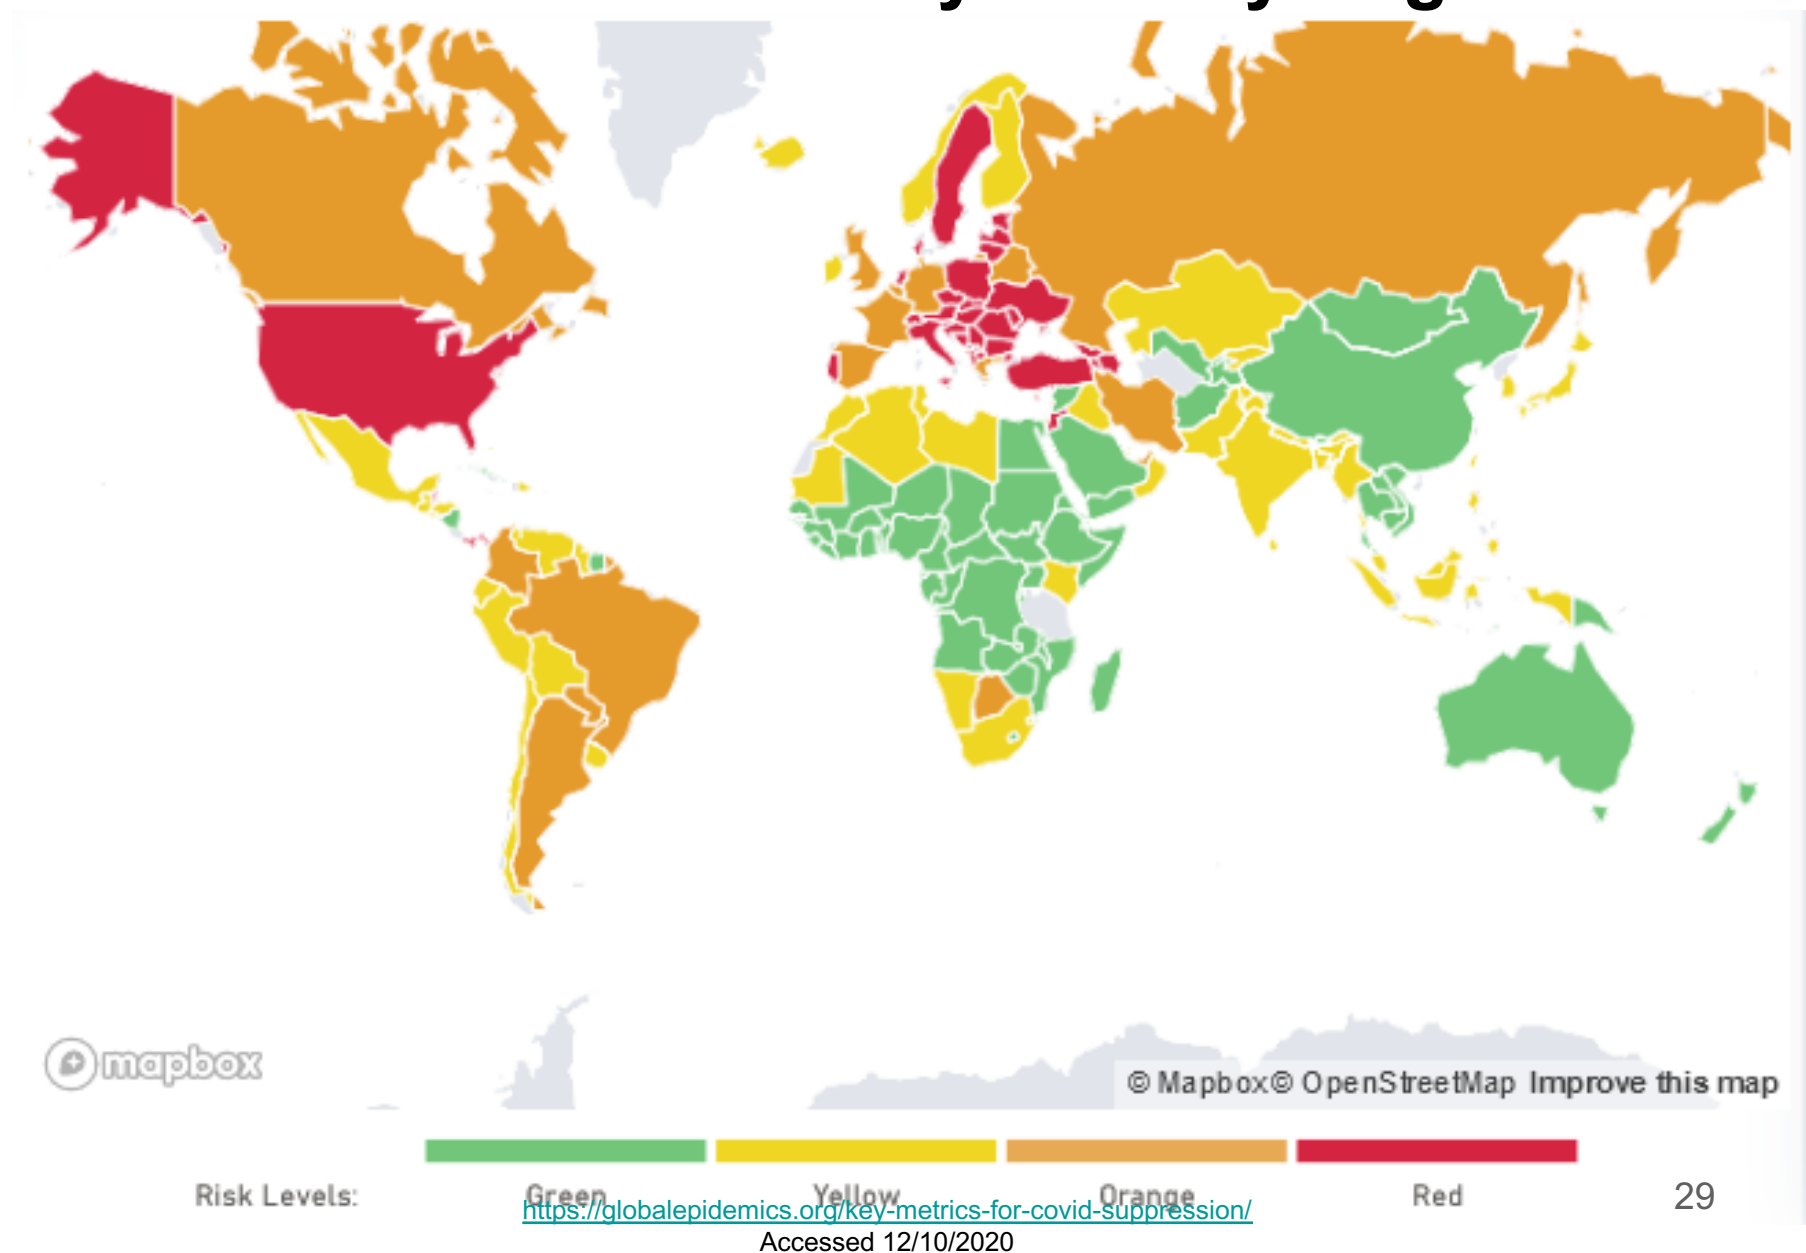 mapbox
© Mapbox © OpenStreetMap Improve this map
Risk Levels: Green Yellow Orange Red
https://globalepidemics.org/key-metrics-for-covid-suppression/
Accessed 12/10/2020
29